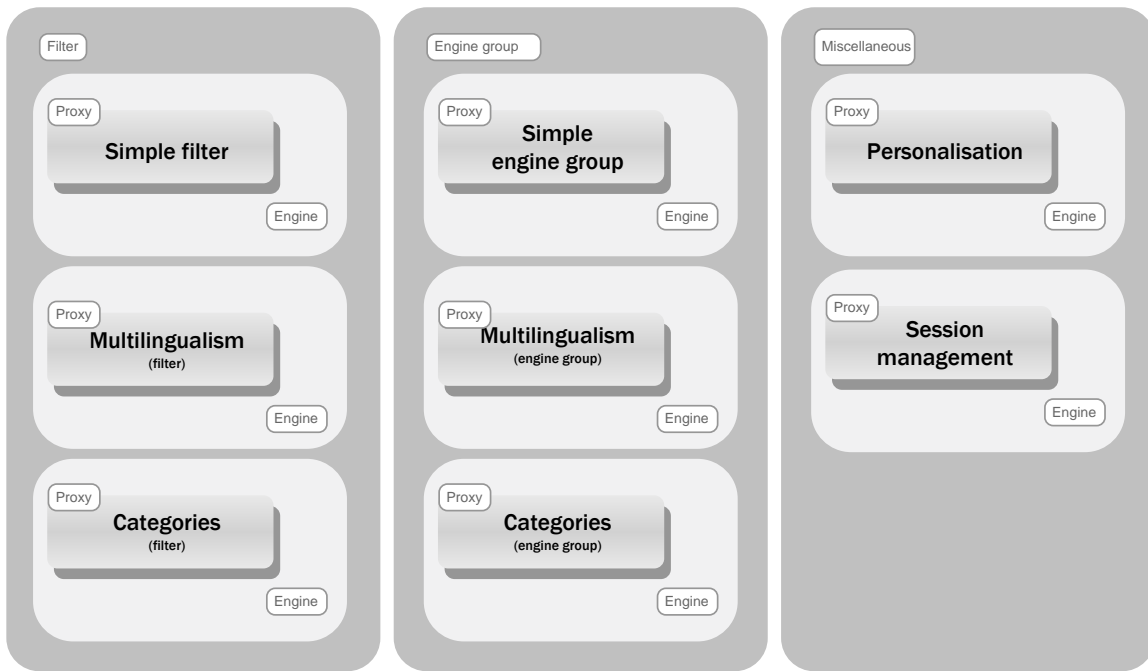 Filter
Proxy
Simple filter
Engine
Proxy
Multilingualism
(filter)
Engine
Proxy
Categories
(filter)
Engine
Engine group
Proxy
Simple
engine group
Engine
Proxy
Multilingualism
(engine group)
Engine
Proxy
Categories
(engine group)
Engine
Miscellaneous
Proxy
Personalisation
Engine
Proxy
Session
management
Engine